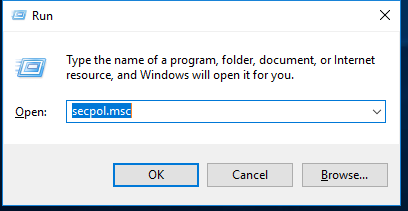 Run
Type the name of a program, folder, document, or Internet
resource, and Windows will open it for you.
Open: secpol.msc
OK Cancel Browse...